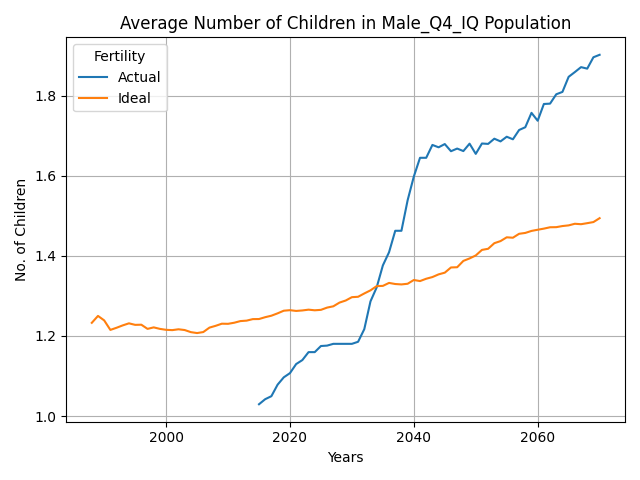 Average Number of Children in Male_Q4_IQ Population
Fertility
Actual
Ideal
1.8
1.6
1.4
1.2
1.0
No. of Children
2000
2020
2040
2060
Years